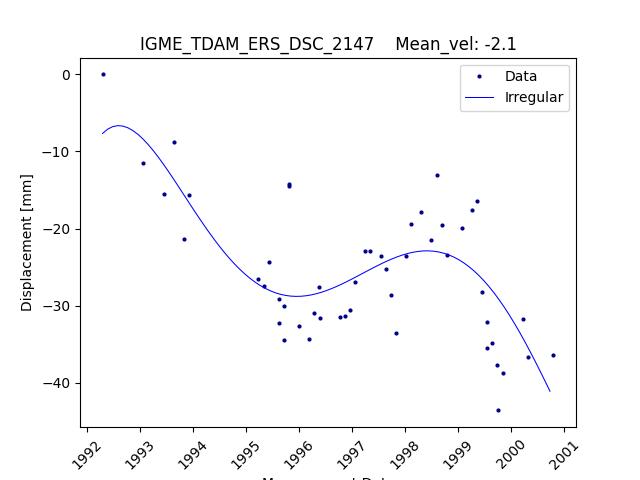 IGME_TDAM_ERS_DSC_2147    Mean_vel: -2.1
Data
Irregular
Displacement [mm]
0
−10
−20
−30
−40
1992 1993 1994 1995 1996 1997 1998 1999 2000 2001